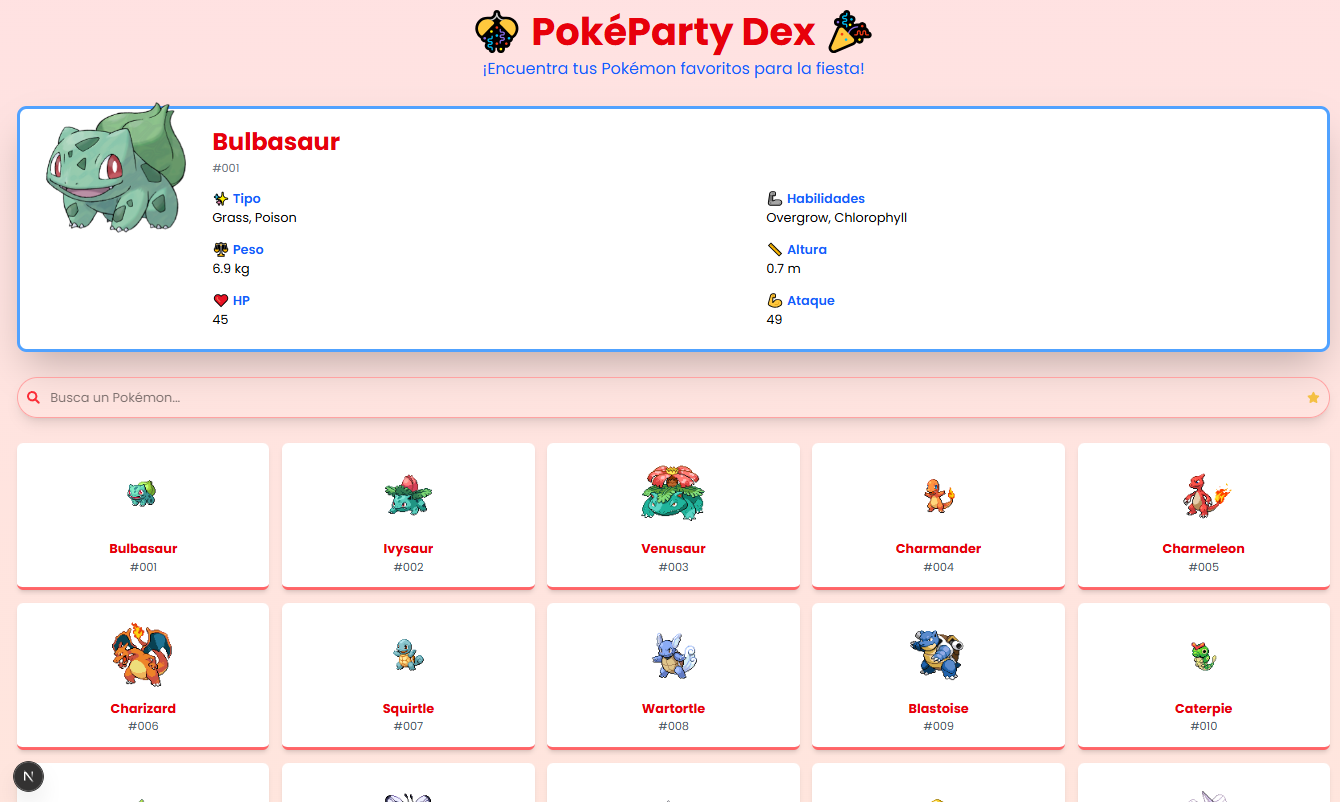 PokéParty Dex
¡Encuentra tus Pokémon favoritos para la fiesta!
Bulbasaur
#001
Tipo
Grass, Poison
Habilidades
Overgrow, Chlorophyll
Peso
6.9 kg
Altura
0.7 m
HP
45
Ataque
49
Busca un Pokémon...
Bulbasaur
#001
Ivysaur
#002
Venusaur
#003
Charmander
#004
Charmeleon
#005
Charizard
#006
Squirtle
#007
Wartortle
#008
Blastoise
#009
Caterpie
#010
N